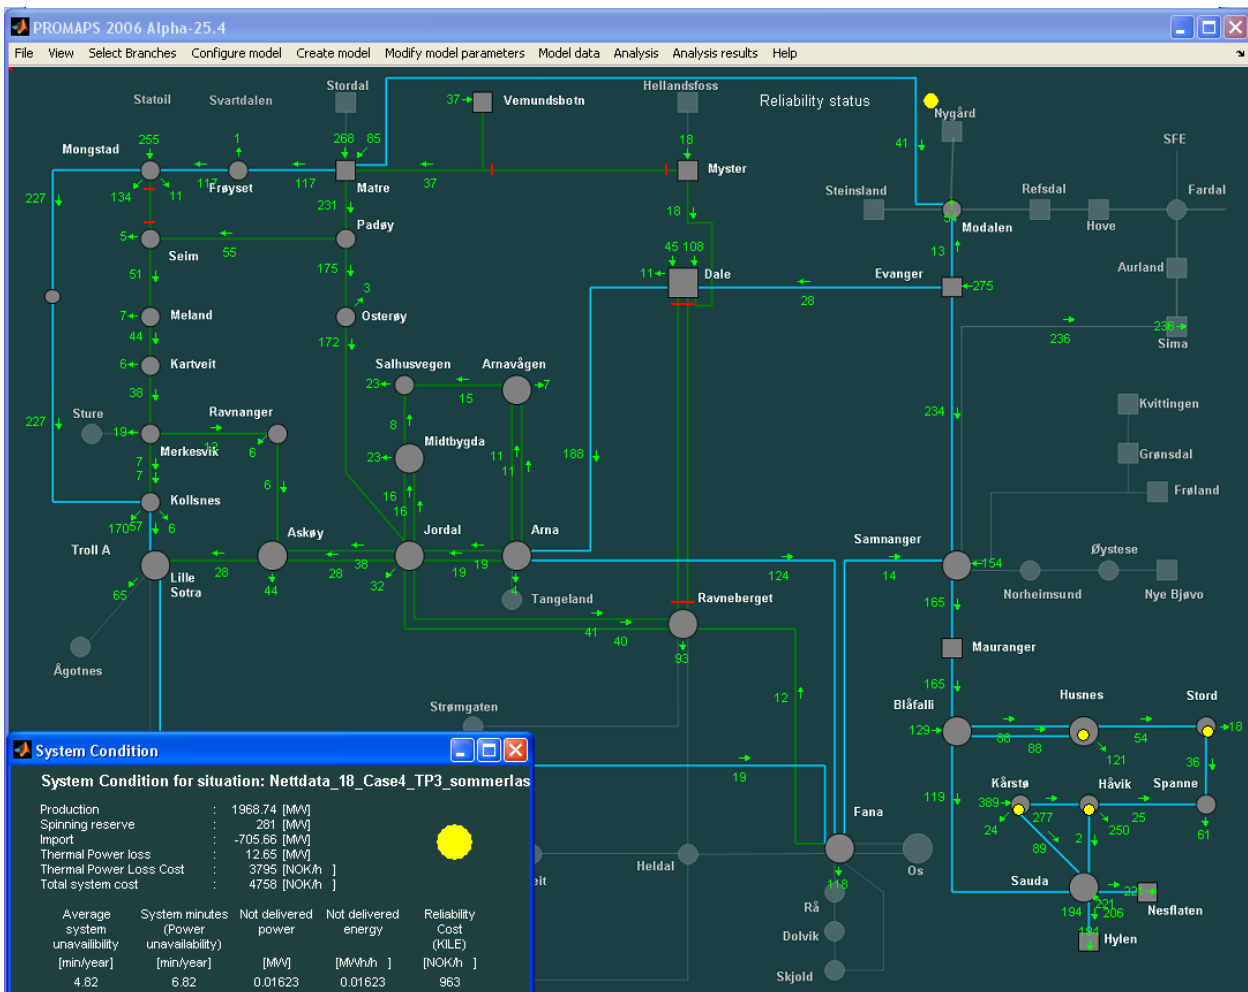 PROMAPS 2006 Alpha-25.4
File View Select Branches Configure model Create model Modify model parameters Model data Analysis Analysis results Help
Stordal Vemundsbotn Hellandsfoss Reliability status
Statoil Svartdalen
37
Nygård
255 1 268 85 18 41 SFE
Mongstad
Frøyset Matre Myster
117 117 37
227 134 11 231 18 Steinsland Refsdal Fardal
54
Padøy Modalen Hove
5 55 45 108 13
Seim
51 175 11 Dale Evanger Aurland
3 275
28
7 Meland Osterøy
44 172 236 236
Sima
Salhusvegen Arnavågen
6 Kartveit
23 7
15
38 234 Kvittingen
Sture Ravnanger 8
19 12 Midtbygda 188
Merkesvik 6 11 Grønsdal
227 7 23 11
7 6 16 Frøland
Kollsnes 16
170 57 6 Askøy Jordal Arna Samnanger Øystese
Troll A
38 19 124 14 154
28 28 19
Lille
Sotra 65 44 32 4
Tangeland Ravneberget Norheimsund Nye Bjøvo
165
41 40
93 Mauranger
Ågotnes
165
12 Husnes Stord
Strømgaten Blåfalli
129 18
88 54
88 121
36
System Condition
System Condition for situation: Nettdata_18_Case4_TP3_sommerlas
19 119 Kårstø Håvik Spanne
Production : 1968.74 [MW]
Spinning reserve : 281 [MW]
Import : -705.66 [MW]
Thermal Power loss : 12.65 [MW]
Thermal Power Loss Cost : 3795 [NOK/h ]
Total system cost : 4758 [NOK/h ]
Fana 389 277 25
24 250 61
2
89
Heldal Os
eit
118 Sauda
221
221
Rå 194 206
Nesflaten
Dolvik
194 Hylen
Skjold
Average System minutes Not delivered Not delivered Reliability
system (Power power energy Cost
unavailibility unavailability) (KILE)
[min/year] [min/year] [MW] [MWh/h ] [NOK/h ]
4.82 6.82 0.01623 0.01623 963